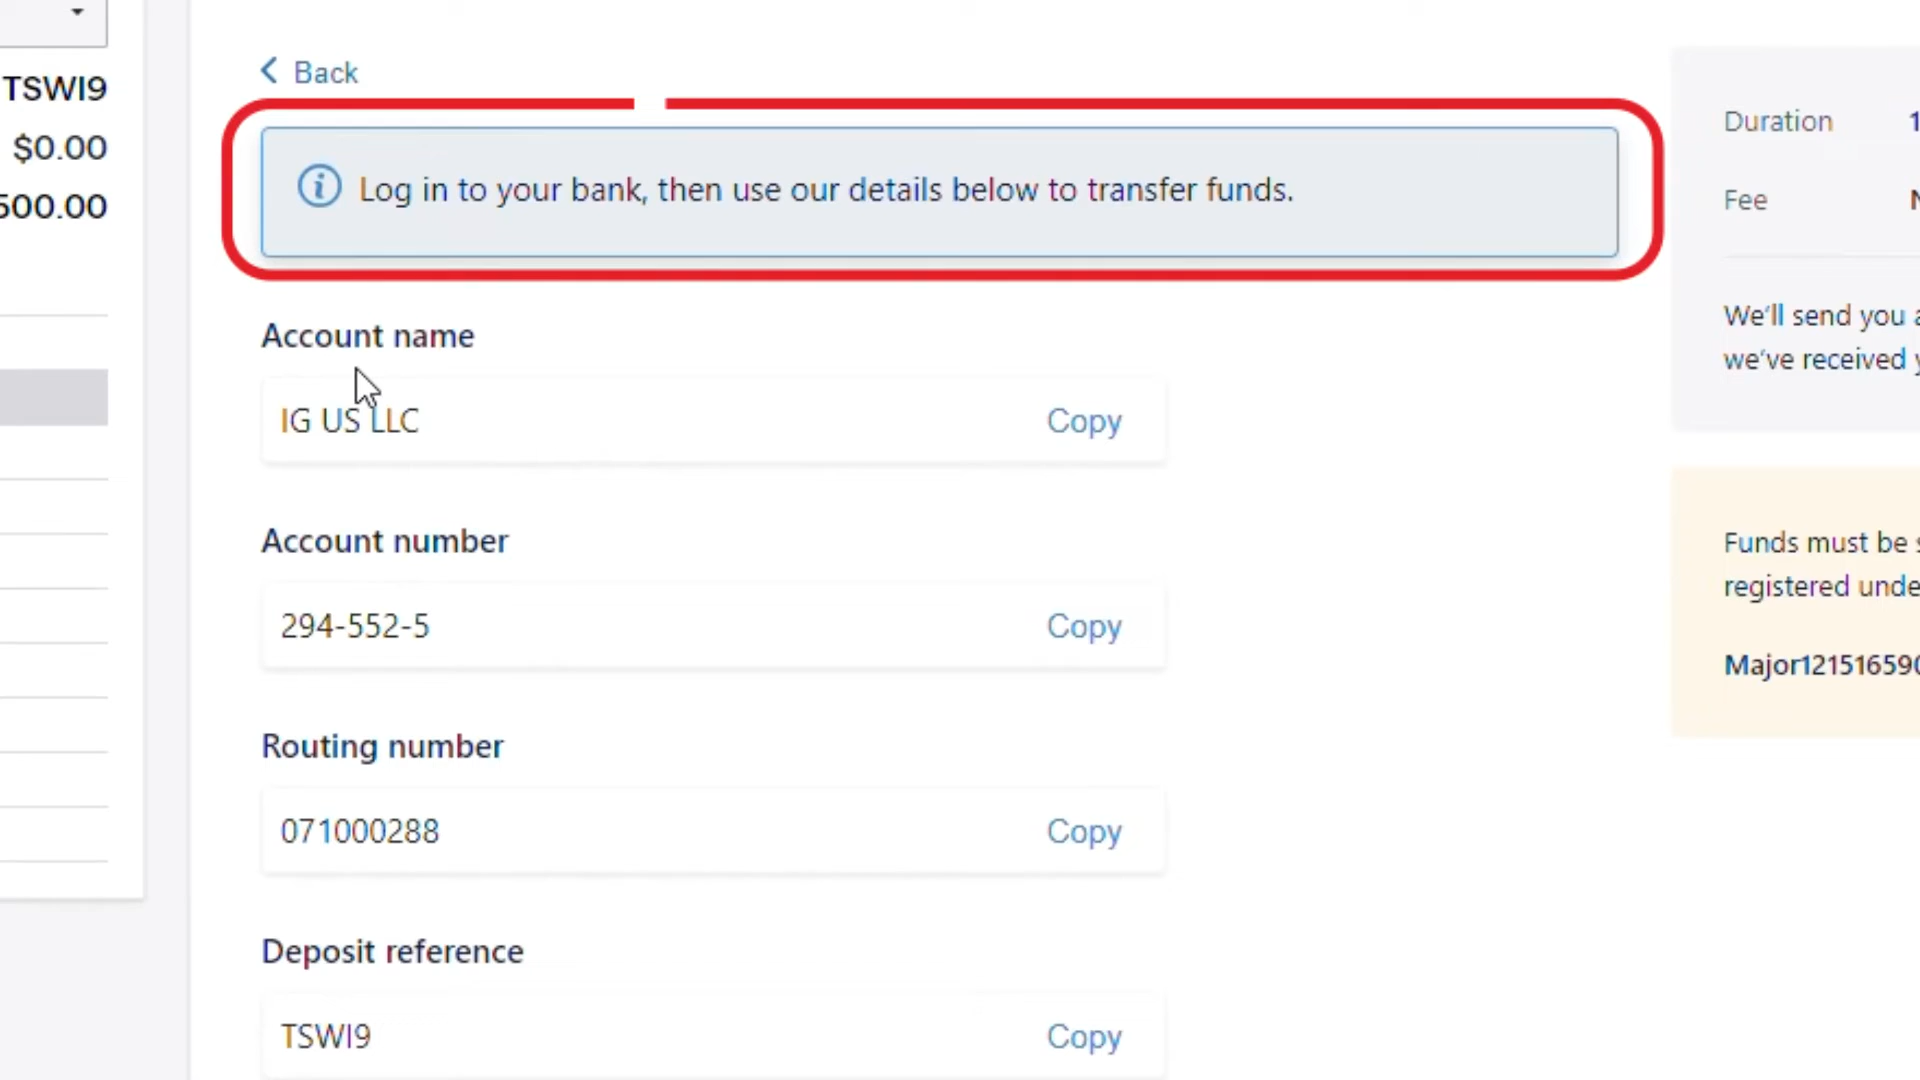 TSWI9
$0.00
500.00
Back
Log in to your bank, then use our details below to transfer funds.
Account name
IG US LLC
Copy
Account number
294-552-5
Copy
Routing number
071000288
Copy
Deposit reference
TSWI9
Copy
Duration 1
Fee N
We'll send you a
we've received y
Funds must be s
registered unde
Major121516590